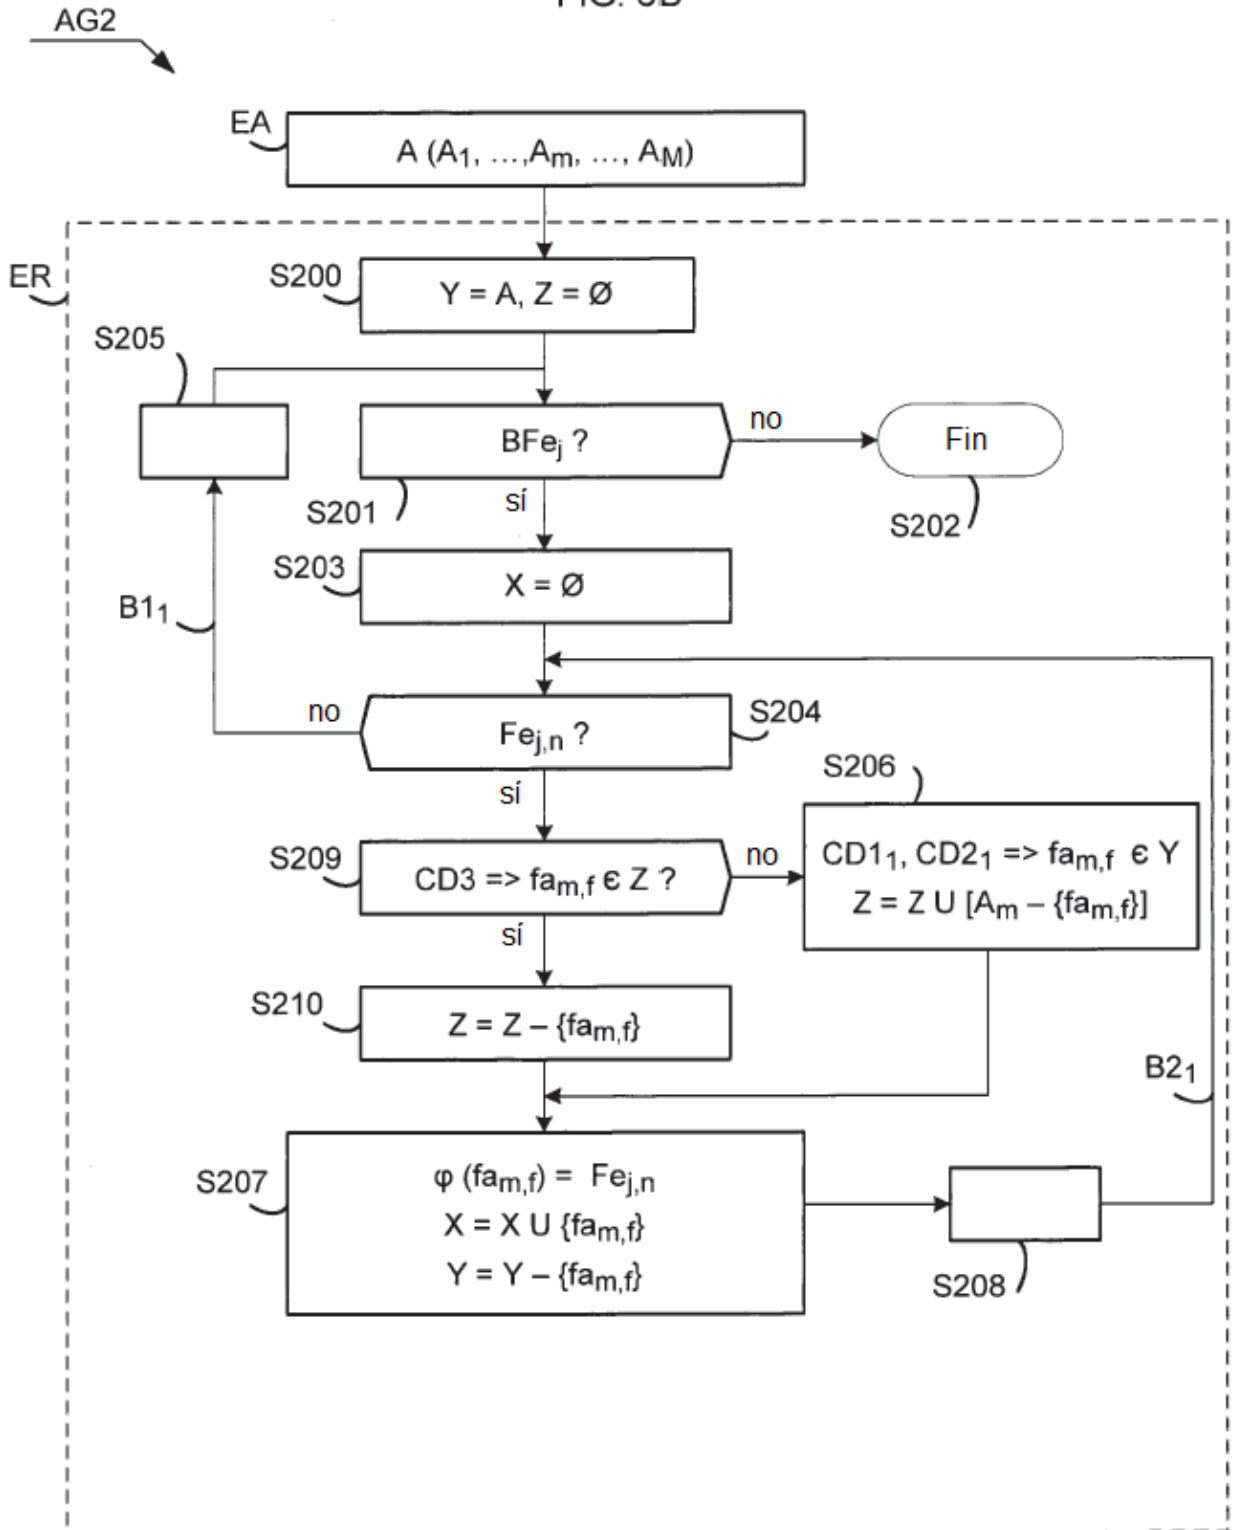 AG2
EA
A (A1, ...,Am, ..., AM)
ER
S200
Y = A, Z = Ø
S205
BFej ?
no
Fin
S201
sí
S202
S203
X = Ø
B11
no
Fej,n ?
S204
sí
S206
S209
CD3 => fam,f Є Z ?
no
CD11, CD21 => fam,f Є Y
Z = Z U [Am – {fam,f}]
sí
S210
Z = Z – {fam,f}
B21
S207
φ (fam,f) = Fej,n
X = X U {fam,f}
Y = Y – {fam,f}
S208